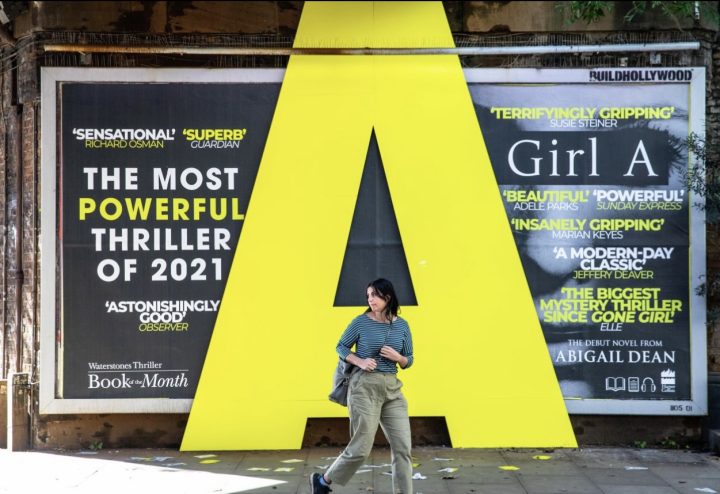 BUILDHOLLYWOOD
'SENSATIONAL' 'SUPERB'
RICHARD OSMAN GUARDIAN
THE MOST
POWERFUL
THRILLER
OF 2021
'ASTONISHINGLY
GOOD'
OBSERVER
Waterstones Thriller
Book of the Month
A
'TERRIFYINGLY GRIPPING'
SUSIE STEINER
Girl A
'BEAUTIFUL' 'POWERFUL'
ADELE PARKS SUNDAY EXPRESS
'INSANELY GRIPPING'
MARIAN KEYES
'A MODERN-DAY
CLASSIC'
JEFFERY DEAVER
'THE BIGGEST
MYSTERY THRILLER
SINCE GONE GIRL'
ELLE
THE DEBUT NOVEL FROM
ABIGAIL DEAN